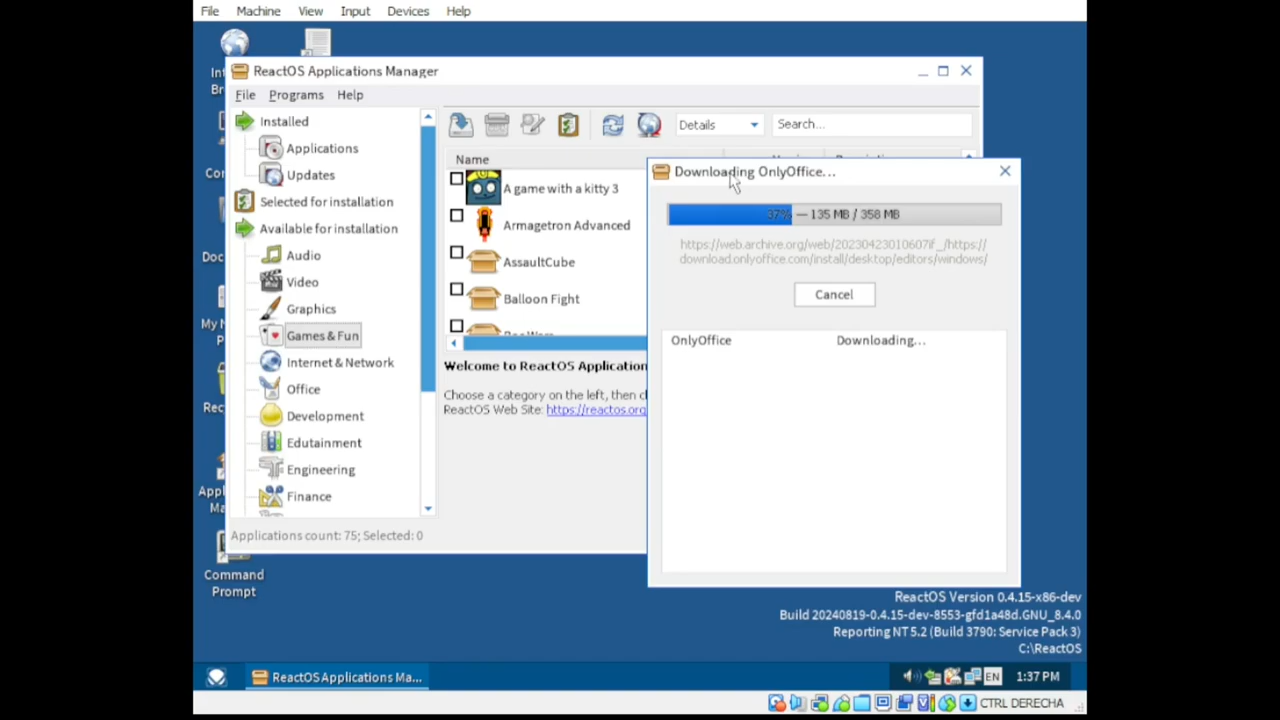 File Machine View Input Devices Help
ReactOS Applications Manager
File Programs Help
Installed
Applications
Updates
Selected for installation
Available for installation
Audio
Video
Graphics
Games & Fun
Internet & Network
Office
Development
Edutainment
Engineering
Finance
Details
Search...
Name
A game with a kitty 3
Armagetron Advanced
AssaultCube
Balloon Fight
Welcome to ReactOS Application
Choose a category on the left, then c
ReactOS Web Site: https://reactos.org
Applications count: 75; Selected: 0
Downloading OnlyOffice...
37% — 135 MB / 358 MB
https://web.archive.org/web/20230423010607if_/https://
download.onlyoffice.com/install/desktop/editors/windows/
Cancel
OnlyOffice Downloading...
Command
Prompt
ReactOS Version 0.4.15-x86-dev
Build 20240819-0.4.15-dev-8553-gfd1a48d.GNU_8.4.0
Reporting NT 5.2 (Build 3790: Service Pack 3)
C:\ReactOS
ReactOS Applications Ma...
EN
1:37 PM
CTRL DERECHA